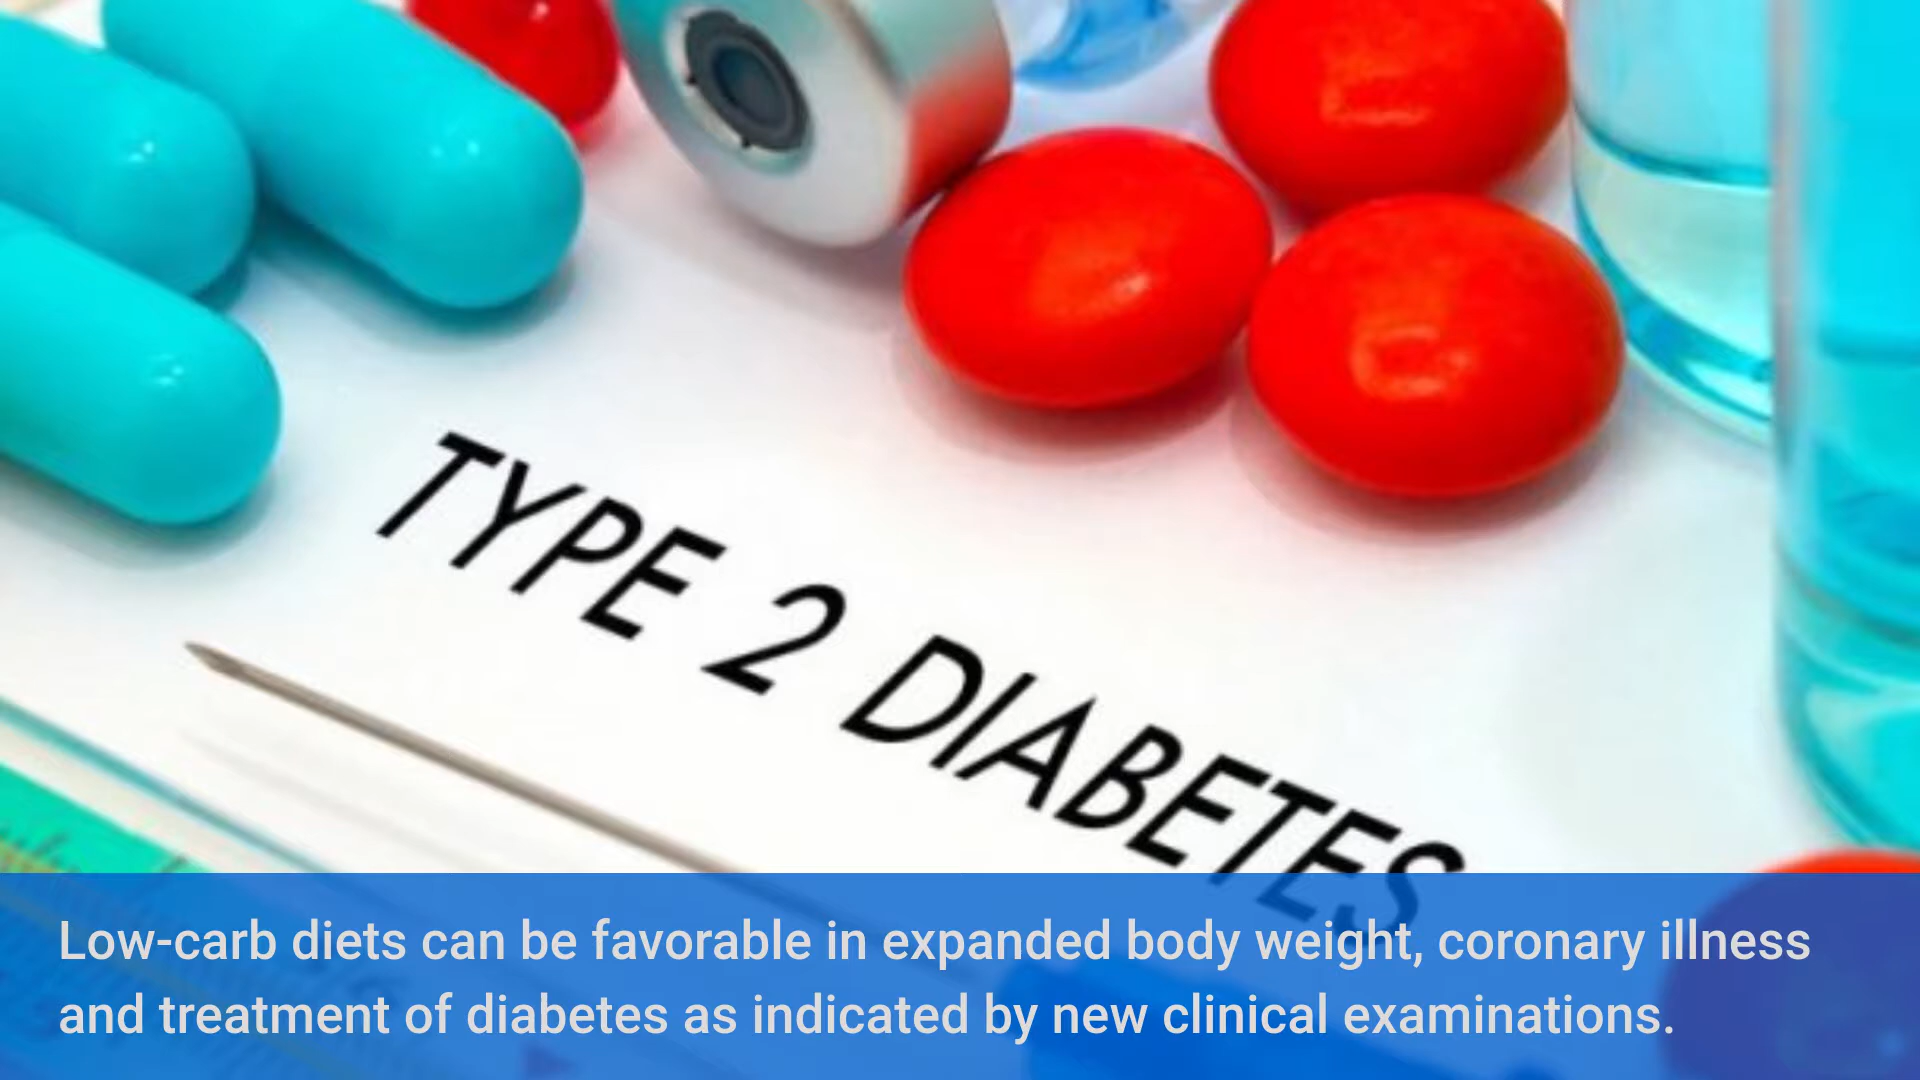 TYPE 2 DIABETES
Low-carb diets can be favorable in expanded body weight, coronary illness
and treatment of diabetes as indicated by new clinical examinations.